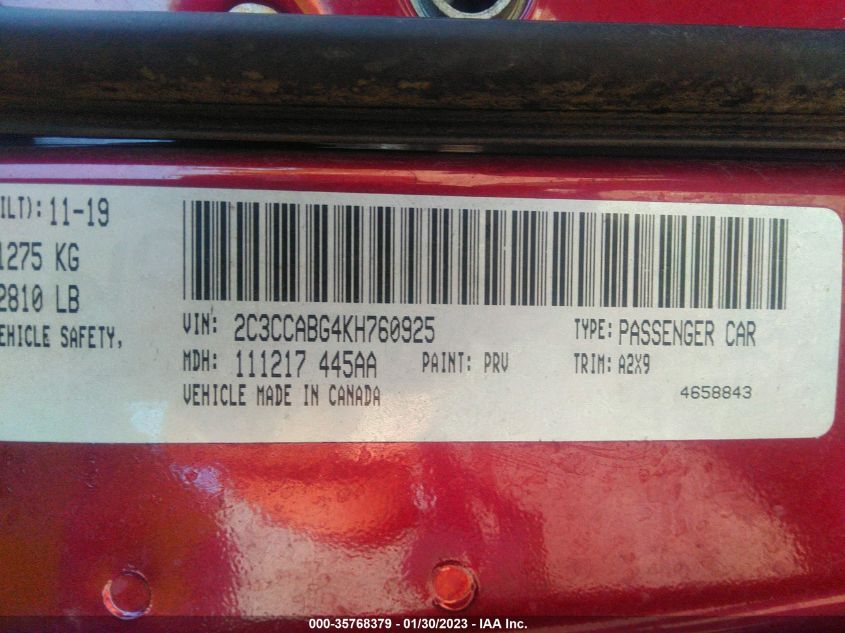 ILT): 11-19
1275 KG
2810 LB
EHICLE SAFETY,
VIN: 2C3CCABG4KH760925 TYPE: PASSENGER CAR
MDH: 111217 445AA PAINT: PRV TRIM: A2X9
VEHICLE MADE IN CANADA 4658843
000-35768379 — 01/30/2023 — IAA Inc.